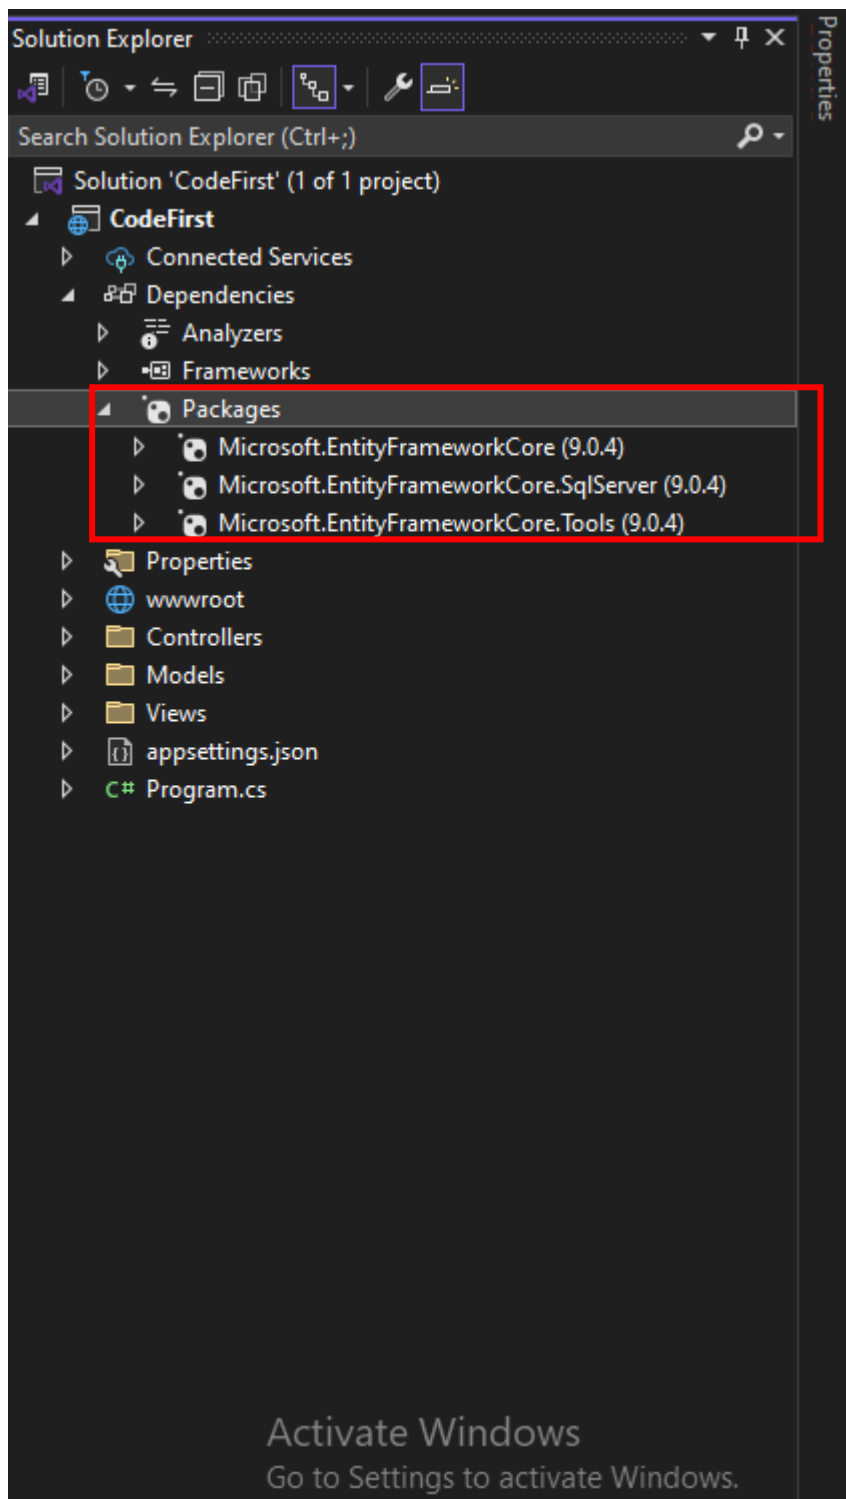 Solution Explorer
Properties
Search Solution Explorer (Ctrl+;)
Solution 'CodeFirst' (1 of 1 project)
CodeFirst
Connected Services
Dependencies
Analyzers
Frameworks
Packages
Microsoft.EntityFrameworkCore (9.0.4)
Microsoft.EntityFrameworkCore.SqlServer (9.0.4)
Microsoft.EntityFrameworkCore.Tools (9.0.4)
Properties
wwwroot
Controllers
Models
Views
appsettings.json
C# Program.cs
Activate Windows
Go to Settings to activate Windows.